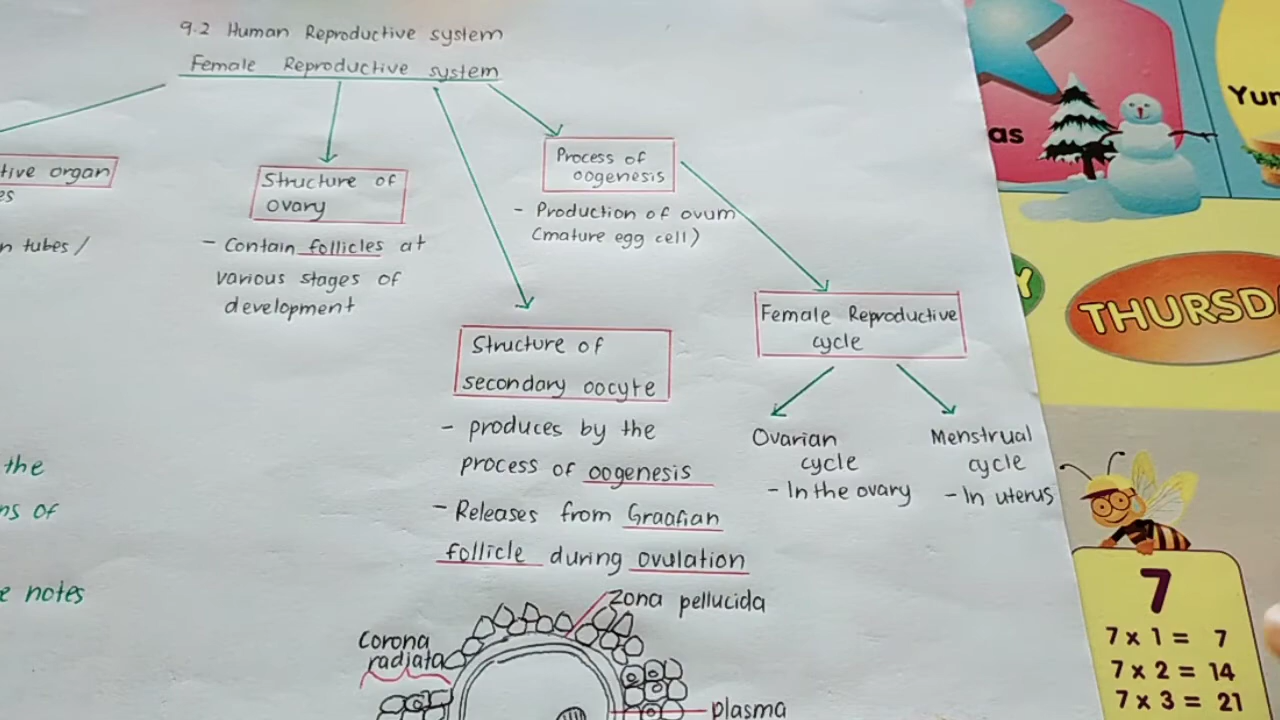 9.2 Human Reproductive system
Female Reproductive system
tive organ
es
n tubes /
Structure of
ovary
- Contain follicles at
various stages of
development
Process of
oogenesis
- Production of ovum
(mature egg cell)
Structure of
secondary oocyte
- produces by the
process of oogenesis
- Releases from Graafian
follicle during ovulation
Female Reproductive
cycle
Ovarian
cycle
- In the ovary
Menstrual
cycle
- In uterus
the
ns of
e notes
Zona pellucida
Corona
radiata
plasma
as
Yum
Y
THURSDA
7
7 x 1 = 7
7 x 2 = 14
7 x 3 = 21